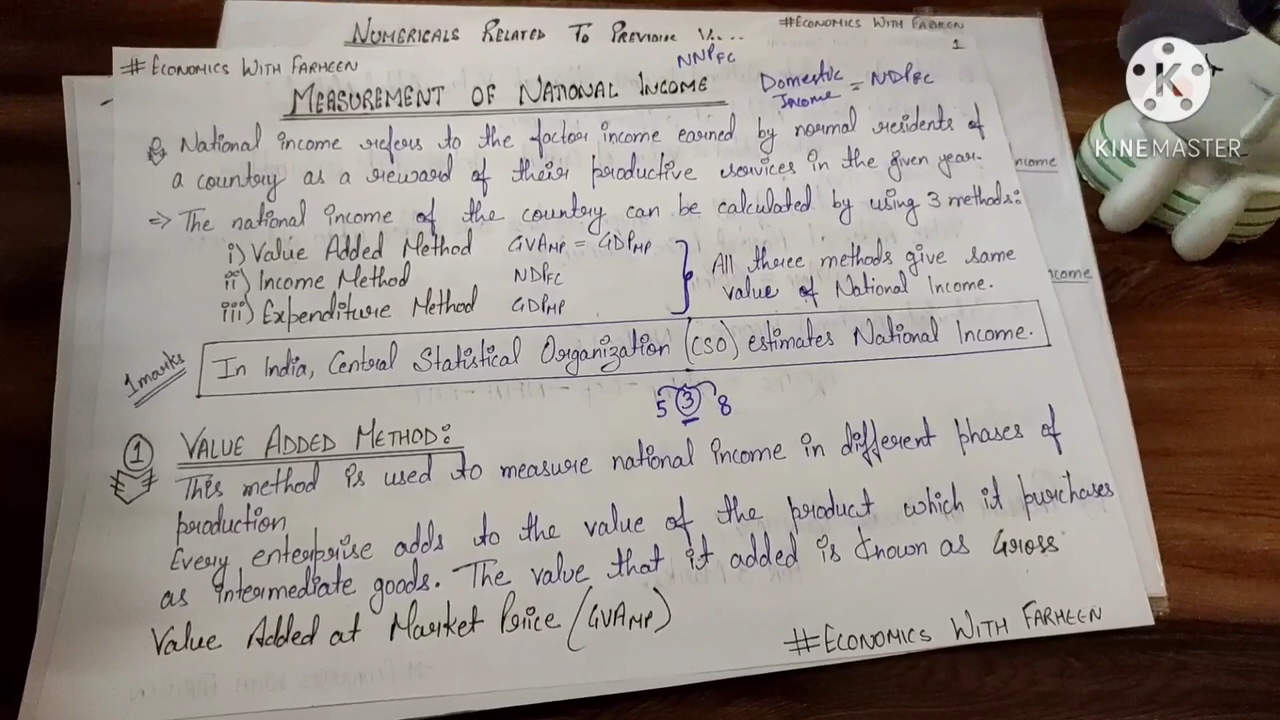 NUMERICALS RELATED TO PREVIOUS
#ECONOMICS WITH FARHEEN
1
#ECONOMICS WITH FARHEEN
NNPFC
MEASUREMENT OF NATIONAL INCOME
Domestic Income = NDPFC
National income refers to the factor income earned by normal residents of
a country as a reward of their productive services in the given year.
⇒ The national income of the country can be calculated by using 3 methods:
i) Value Added Method GVAMP = GDPMP
ii) Income Method NDPFC
iii) Expenditure Method GDPMP
All three methods give same
value of National Income.
1marks
In India, Central Statistical Organization (CSO) estimates National Income.
5 3 8
1 VALUE ADDED METHOD:
This method is used to measure national income in different phases of
production
Every enterprise adds to the value of the product which it purchases
as intermediate goods. The value that it added is known as Gross
Value Added at Market Price (GVAMP)
#ECONOMICS WITH FARHEEN
income
income
K
KINEMASTER